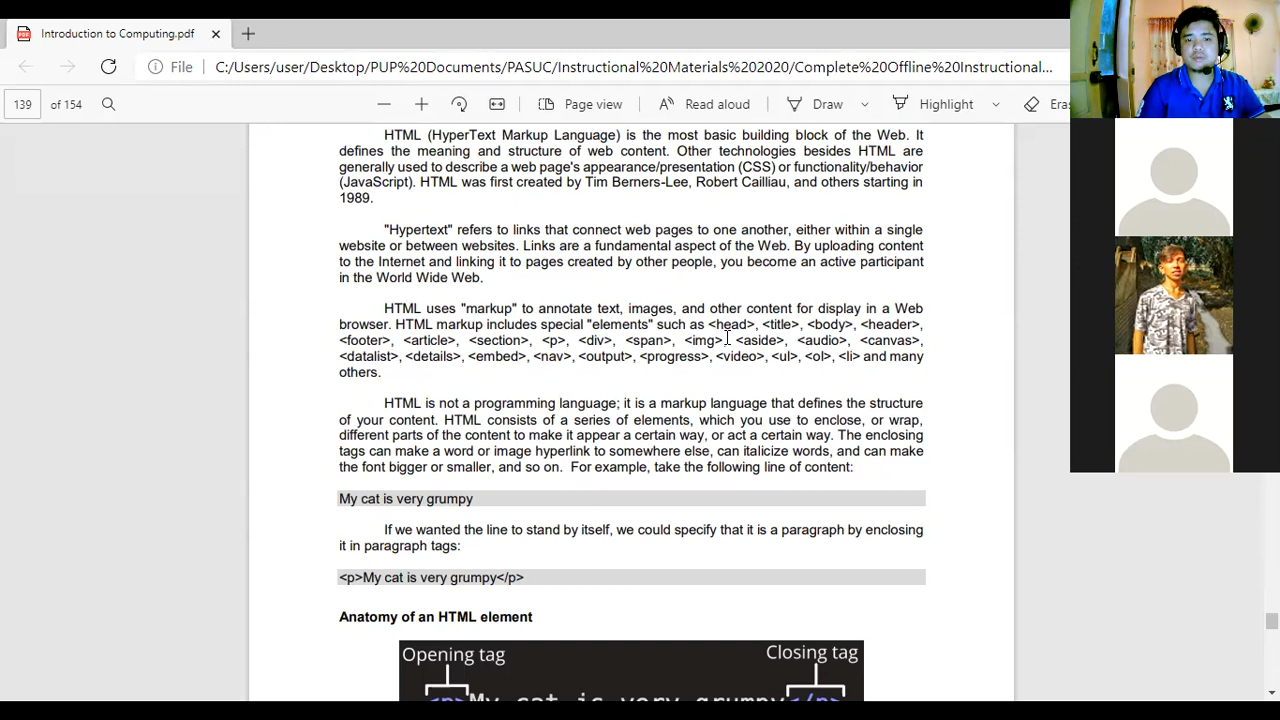 Introduction to Computing.pdf
File C:/Users/user/Desktop/PUP%20Documents/PASUC/Instructional%20Materials%202020/Complete%20Offline%20Instructional...
139 of 154 Page view Read aloud Draw Highlight Eras
HTML (HyperText Markup Language) is the most basic building block of the Web. It
defines the meaning and structure of web content. Other technologies besides HTML are
generally used to describe a web page's appearance/presentation (CSS) or functionality/behavior
(JavaScript). HTML was first created by Tim Berners-Lee, Robert Cailliau, and others starting in
1989.
"Hypertext" refers to links that connect web pages to one another, either within a single
website or between websites. Links are a fundamental aspect of the Web. By uploading content
to the Internet and linking it to pages created by other people, you become an active participant
in the World Wide Web.
HTML uses "markup" to annotate text, images, and other content for display in a Web
browser. HTML markup includes special "elements" such as <head>, <title>, <body>, <header>,
<footer>, <article>, <section>, <p>, <div>, <span>, <img>, <aside>, <audio>, <canvas>,
<datalist>, <details>, <embed>, <nav>, <output>, <progress>, <video>, <ul>, <ol>, <li> and many
others.
HTML is not a programming language; it is a markup language that defines the structure
of your content. HTML consists of a series of elements, which you use to enclose, or wrap,
different parts of the content to make it appear a certain way, or act a certain way. The enclosing
tags can make a word or image hyperlink to somewhere else, can italicize words, and can make
the font bigger or smaller, and so on. For example, take the following line of content:
My cat is very grumpy
If we wanted the line to stand by itself, we could specify that it is a paragraph by enclosing
it in paragraph tags:
<p>My cat is very grumpy</p>
Anatomy of an HTML element
Opening tag Closing tag
<p>My cat is very grumpy</p>